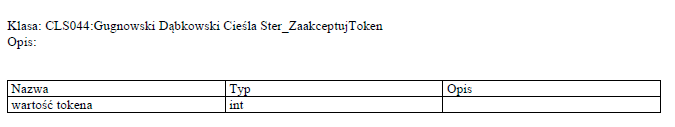 Klasa: CLS044:Gugnowski Dąbkowski Cieśla Ster_ZaakceptujToken
Opis:
Nazwa Typ Opis
wartość tokena int